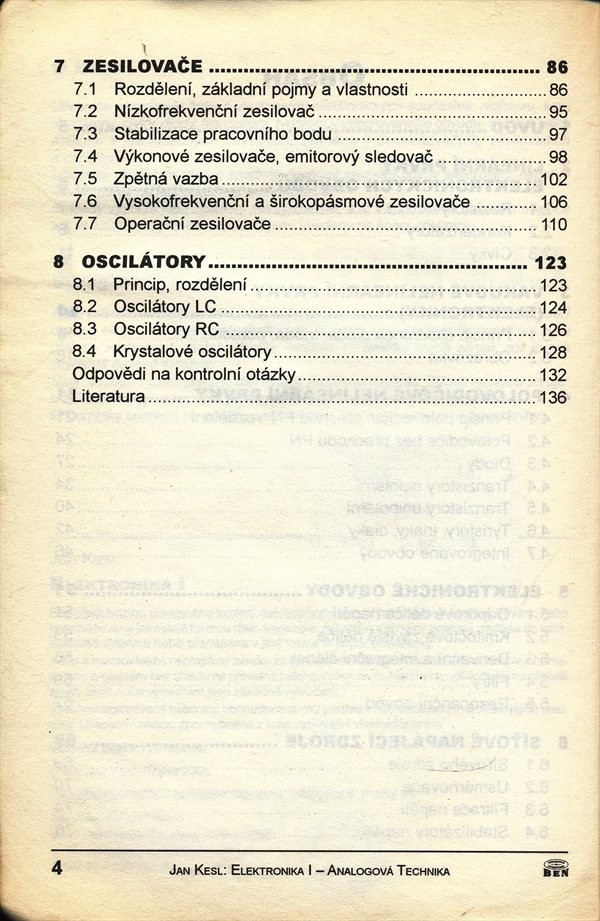 7 ZESILOVAČE ........ 86
7.1 Rozdělení, základní pojmy a vlastnosti ........ 86
7.2 Nízkofrekvenční zesilovač ........ 95
7.3 Stabilizace pracovního bodu ........ 97
7.4 Výkonové zesilovače, emitorový sledovač ........ 98
7.5 Zpětná vazba ........ 102
7.6 Vysokofrekvenční a širokopásmové zesilovače ........ 106
7.7 Operační zesilovače ........ 110
8 OSCILÁTORY ........ 123
8.1 Princip, rozdělení ........ 123
8.2 Oscilátory LC ........ 124
8.3 Oscilátory RC ........ 126
8.4 Krystalové oscilátory ........ 128
Odpovědi na kontrolní otázky ........ 132
Literatura ........ 136
4 JAN KESL: ELEKTRONIKA I – ANALOGOVÁ TECHNIKA BEN